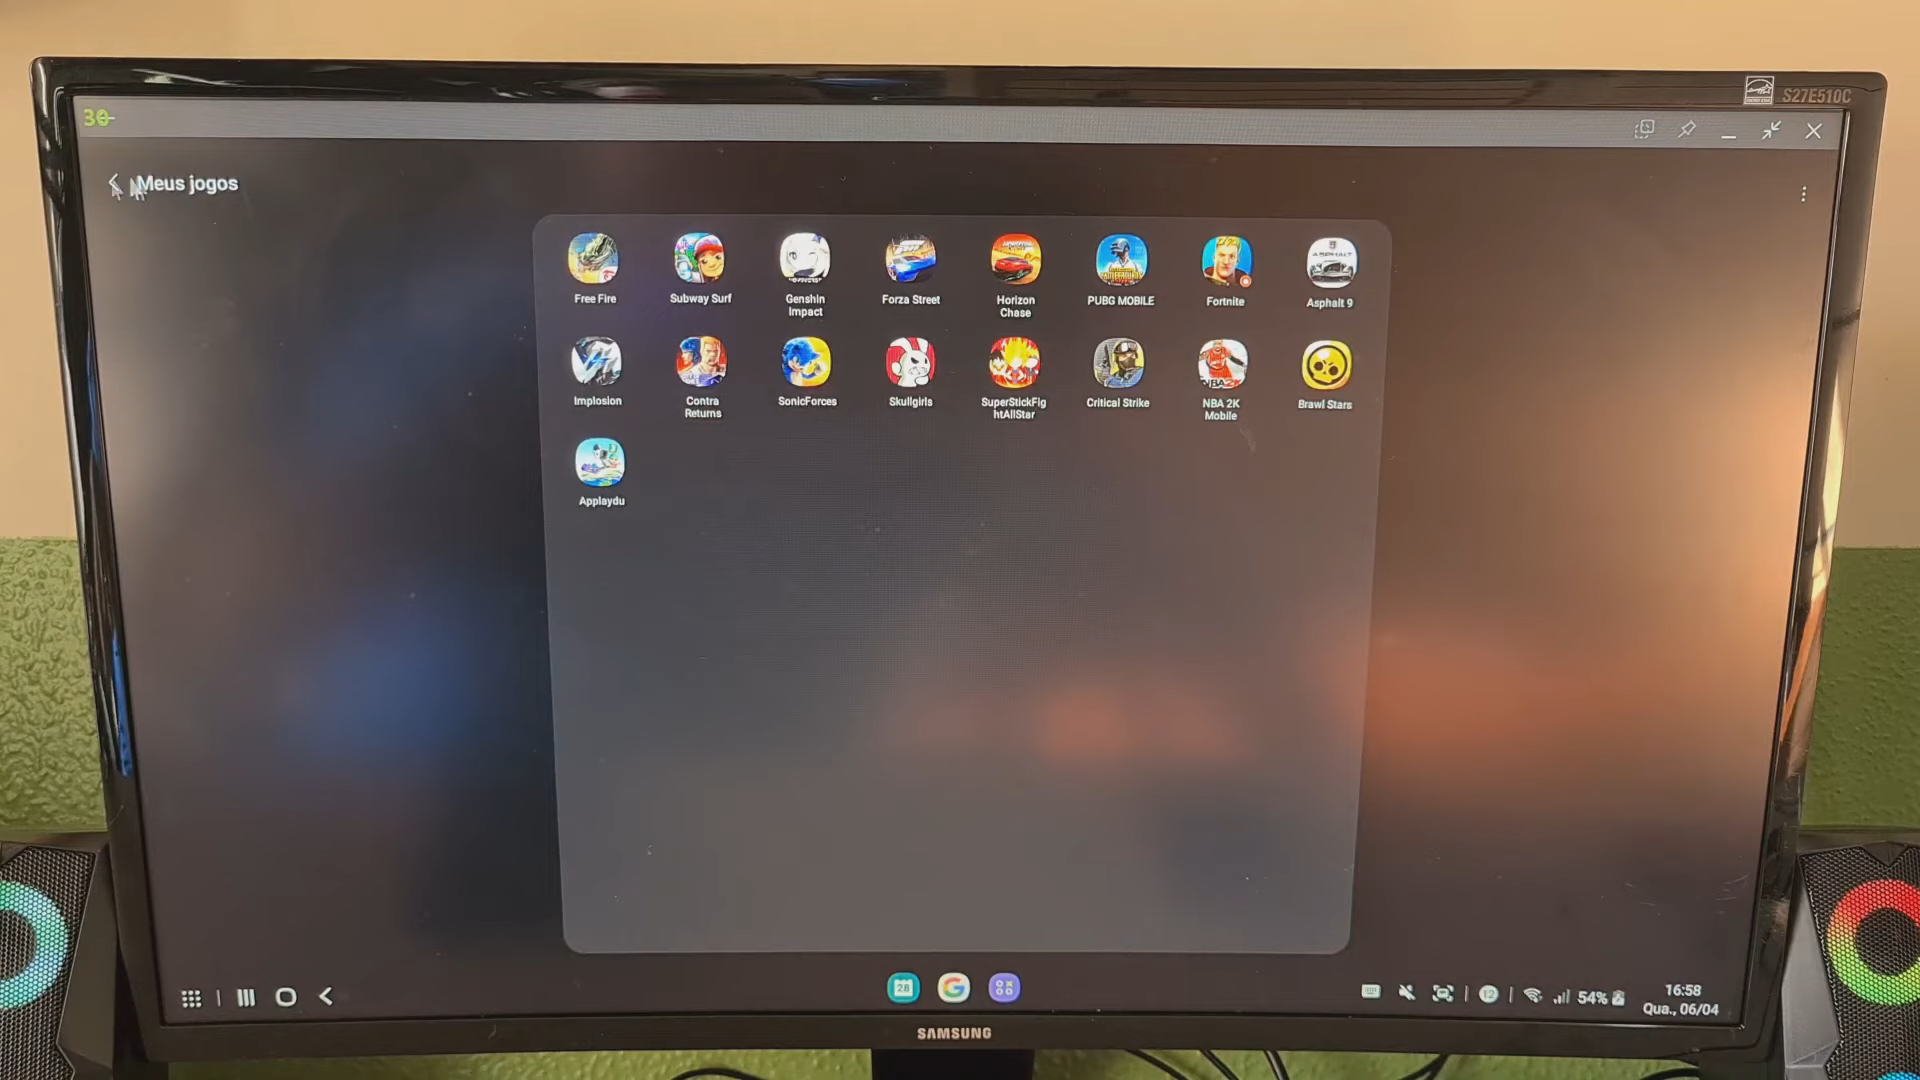 S27E510C
Meus jogos
Free Fire
Subway Surf
Genshin
Impact
Forza Street
Horizon
Chase
PUBG MOBILE
Fortnite
Asphalt 9
Implosion
Contra
Returns
SonicForces
Skullgirls
SuperStickFig
htAllStar
Critical Strike
NBA 2K
Mobile
Brawl Stars
Applaydu
28
G
12
54%
16:58
Qua., 06/04
SAMSUNG